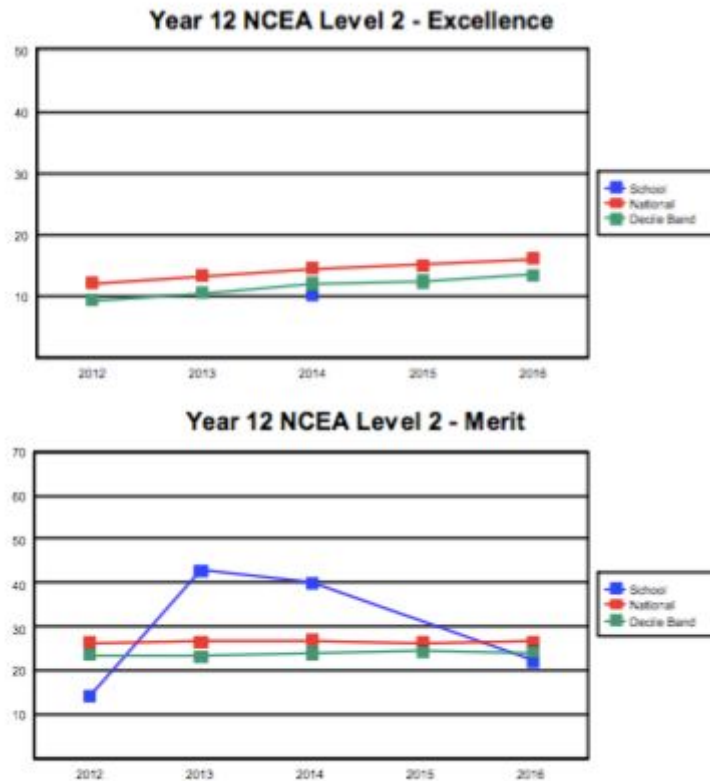 Year 12 NCEA Level 2 - Excellence
50
40
30
20
10
2012 2013 2014 2015 2016
School
National
Decile Band
Year 12 NCEA Level 2 - Merit
70
60
50
40
30
20
10
2012 2013 2014 2015 2016
School
National
Decile Band